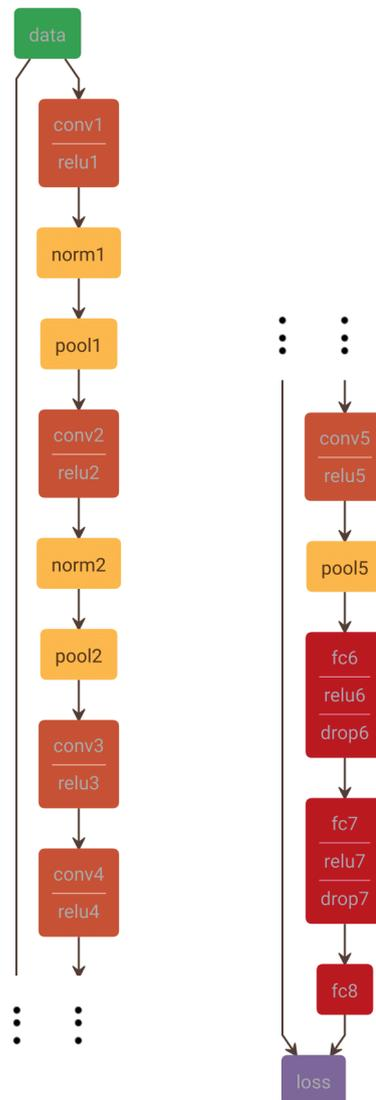 data
conv1
relu1
norm1
pool1
conv2
relu2
norm2
pool2
conv3
relu3
conv4
relu4
conv5
relu5
pool5
fc6
relu6
drop6
fc7
relu7
drop7
fc8
loss